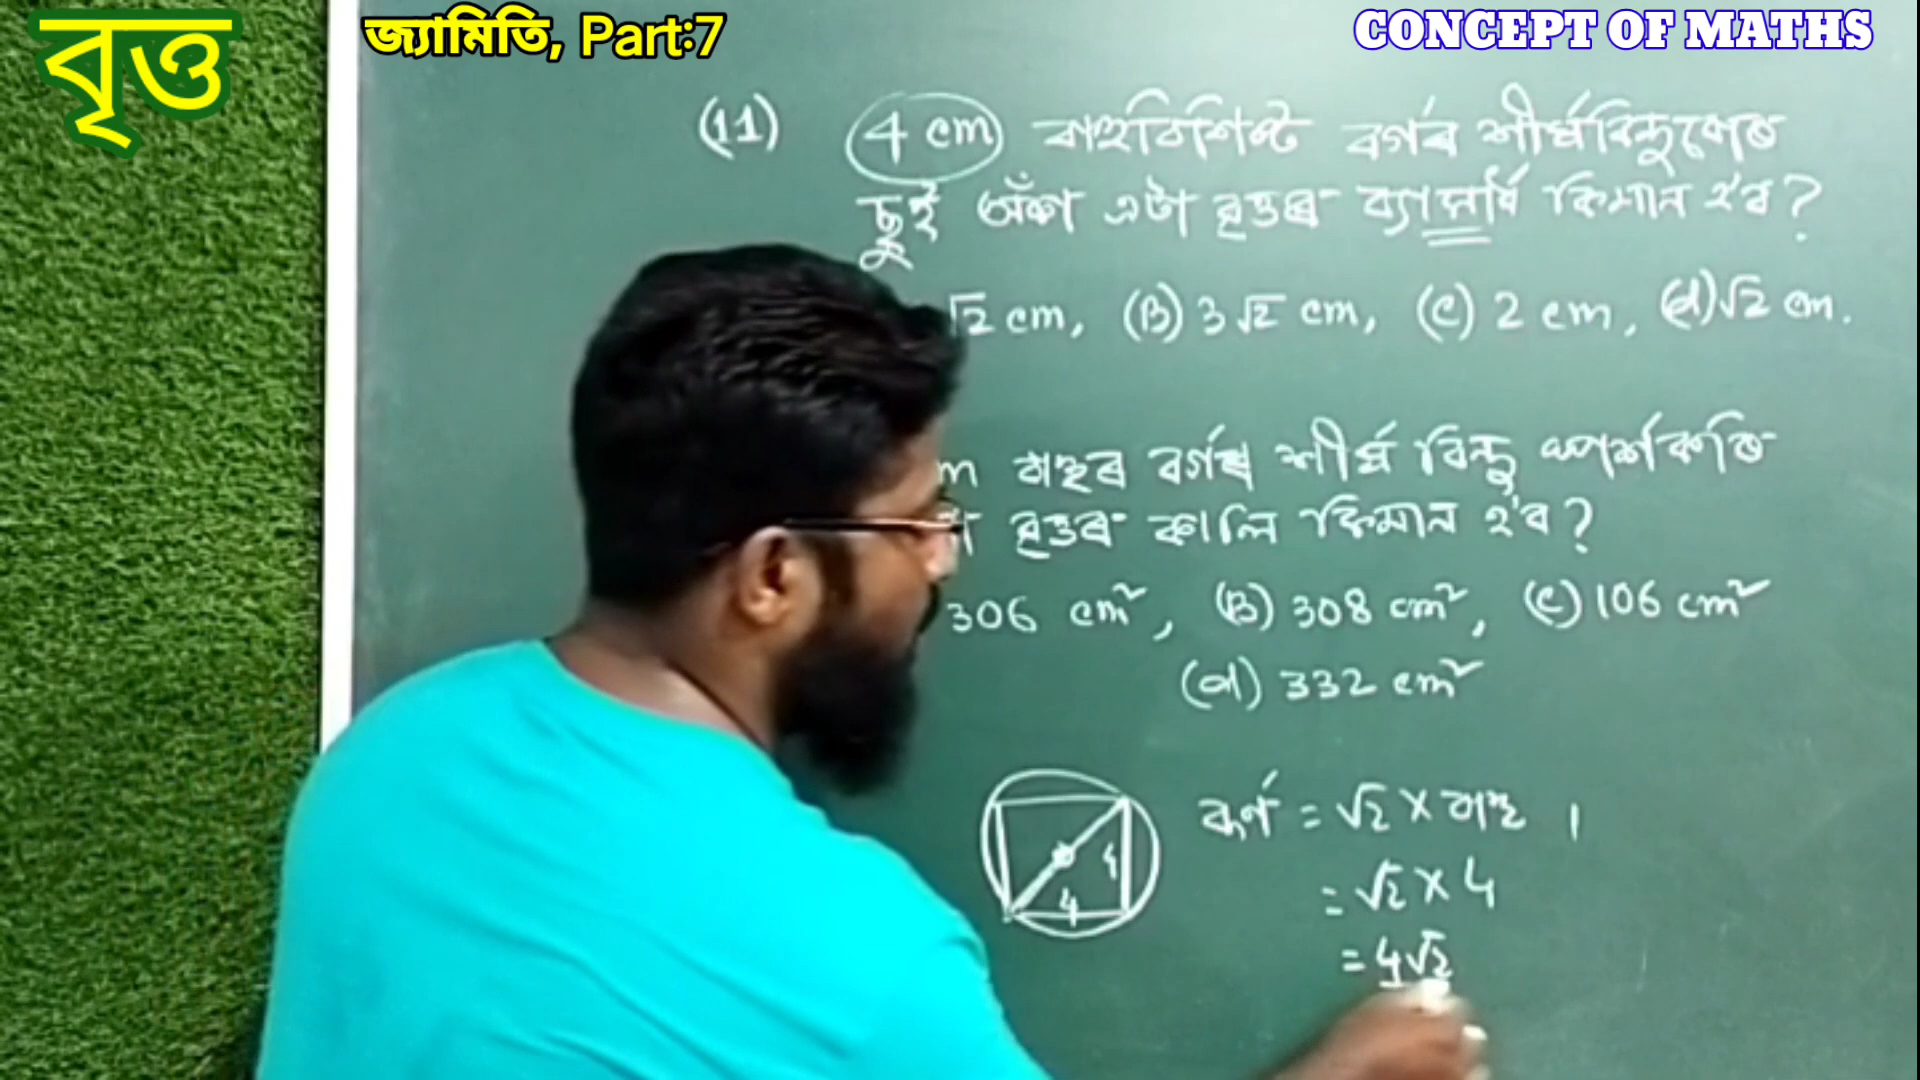 বৃত্ত
জ্যামিতি, Part:7
CONCEPT OF MATHS
(11) 4 cm বাহুবিশিষ্ট বৰ্গৰ শীৰ্ষবিন্দুকেইটা
চুই অঁকা এটা বৃত্তৰ ব্যাসৰ্ধ কিমান হ'ব?
√2 cm, (B) 3√2 cm, (c) 2 cm, (d) √2 cm.
m বাহুৰ বৰ্গৰ শীৰ্ষ বিন্দু স্পৰ্শকৰি
বৃত্তৰ কালি কিমান হ'ব?
306 cm², (B) 308 cm², (c) 106 cm²
(d) 332 cm²
কৰ্ণ = √2 × বাহু ।
4
4
= √2 × 4
= 4√2